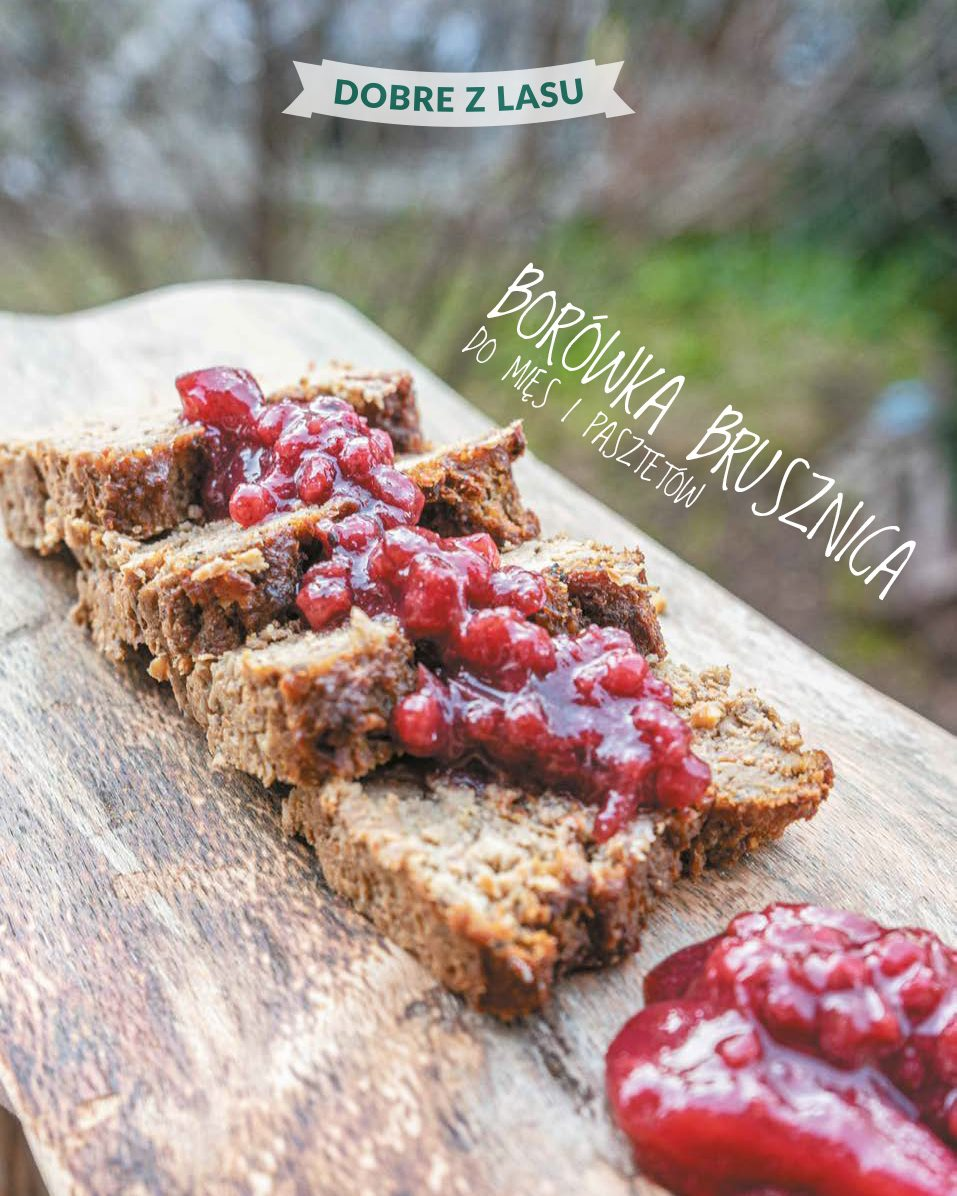 DOBRE Z LASU
BORÓWKA BRUSZNICA
DO MIĘS I PASZTETÓW